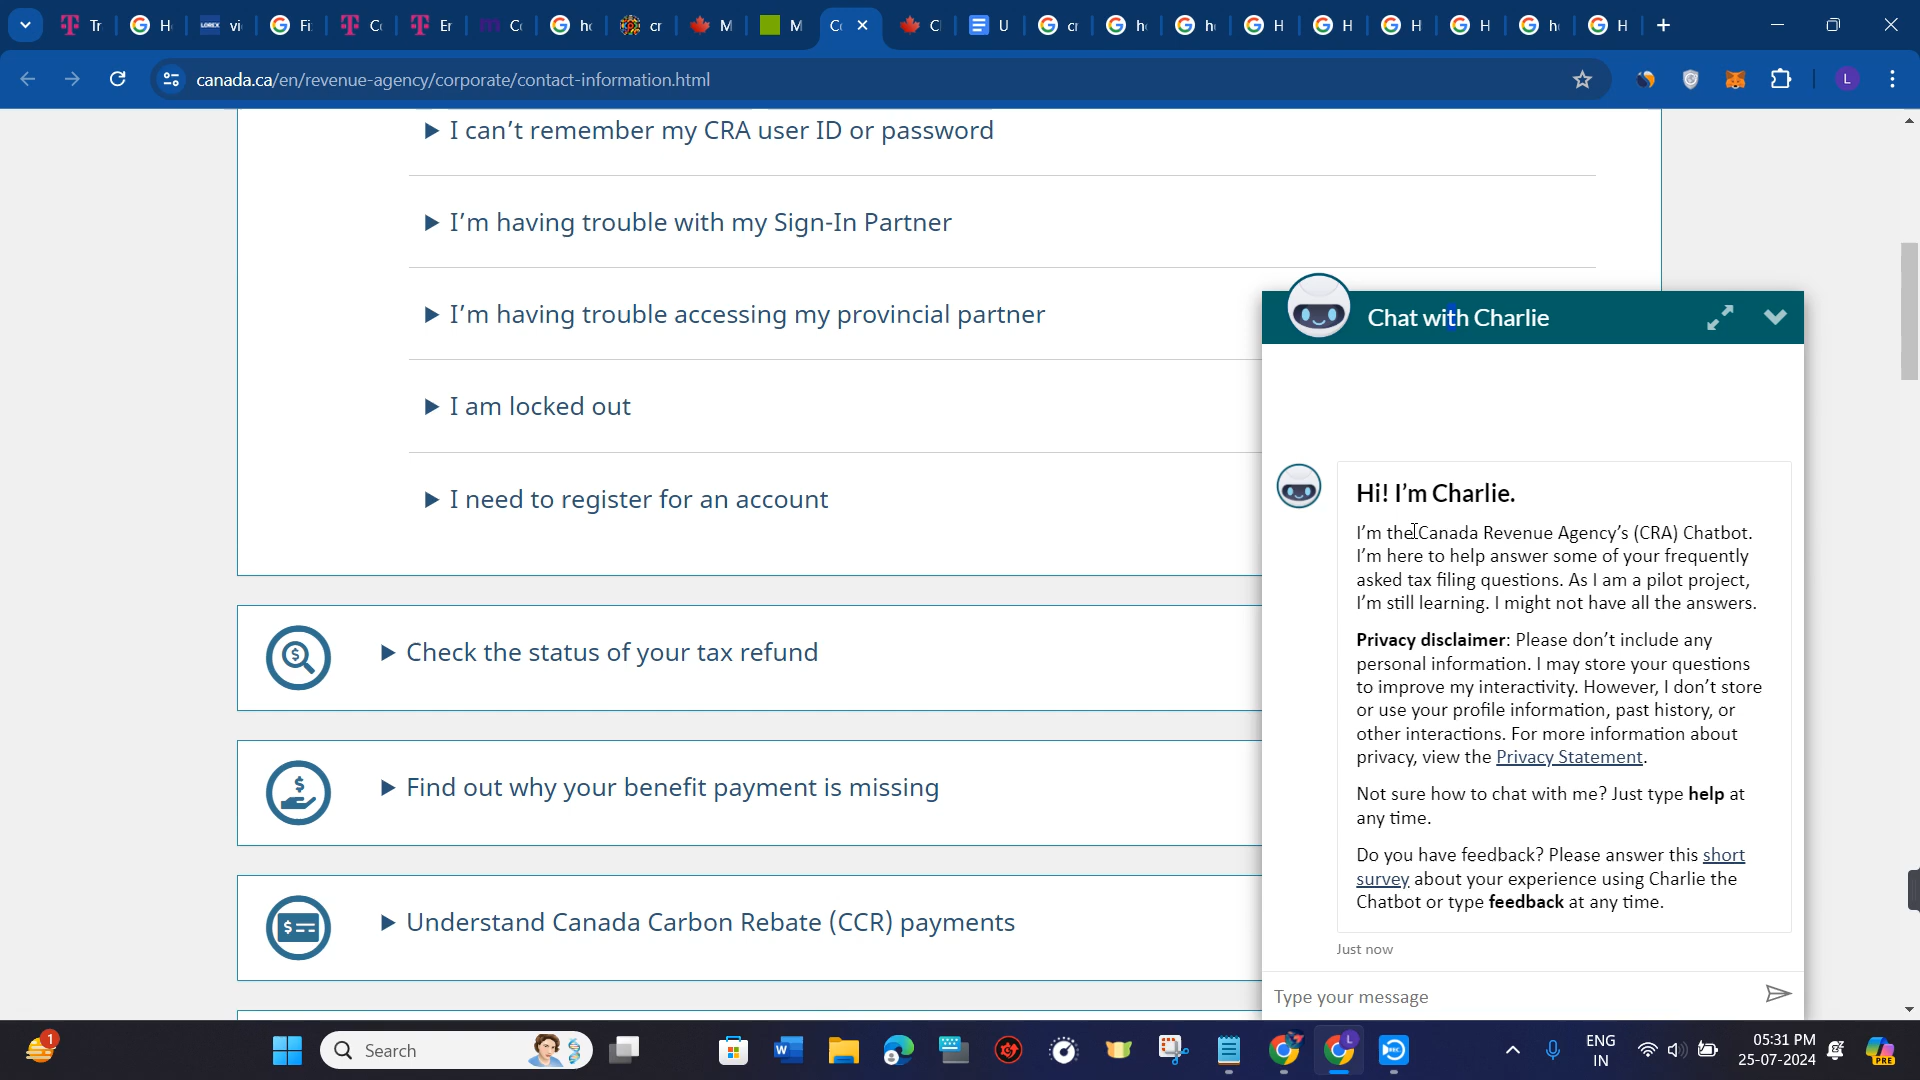 Tr
H
LOREX
vi
G Fi
C
Er
C
G h
cr
M
M
C
C
U
G cr
G h
G h
G H
G H
G H
G H
G h
G H
canada.ca/en/revenue-agency/corporate/contact-information.html
L
I can’t remember my CRA user ID or password
I’m having trouble with my Sign-In Partner
I’m having trouble accessing my provincial partner
I am locked out
I need to register for an account
Check the status of your tax refund
Find out why your benefit payment is missing
Understand Canada Carbon Rebate (CCR) payments
Chat with Charlie
Hi! I’m Charlie.
I’m the Canada Revenue Agency’s (CRA) Chatbot.
I’m here to help answer some of your frequently
asked tax filing questions. As I am a pilot project,
I’m still learning. I might not have all the answers.
Privacy disclaimer: Please don’t include any
personal information. I may store your questions
to improve my interactivity. However, I don’t store
or use your profile information, past history, or
other interactions. For more information about
privacy, view the Privacy Statement.
Not sure how to chat with me? Just type help at
any time.
Do you have feedback? Please answer this short
survey about your experience using Charlie the
Chatbot or type feedback at any time.
Just now
Type your message
1
Search
ENG
IN
05:31 PM
25-07-2024
PRE